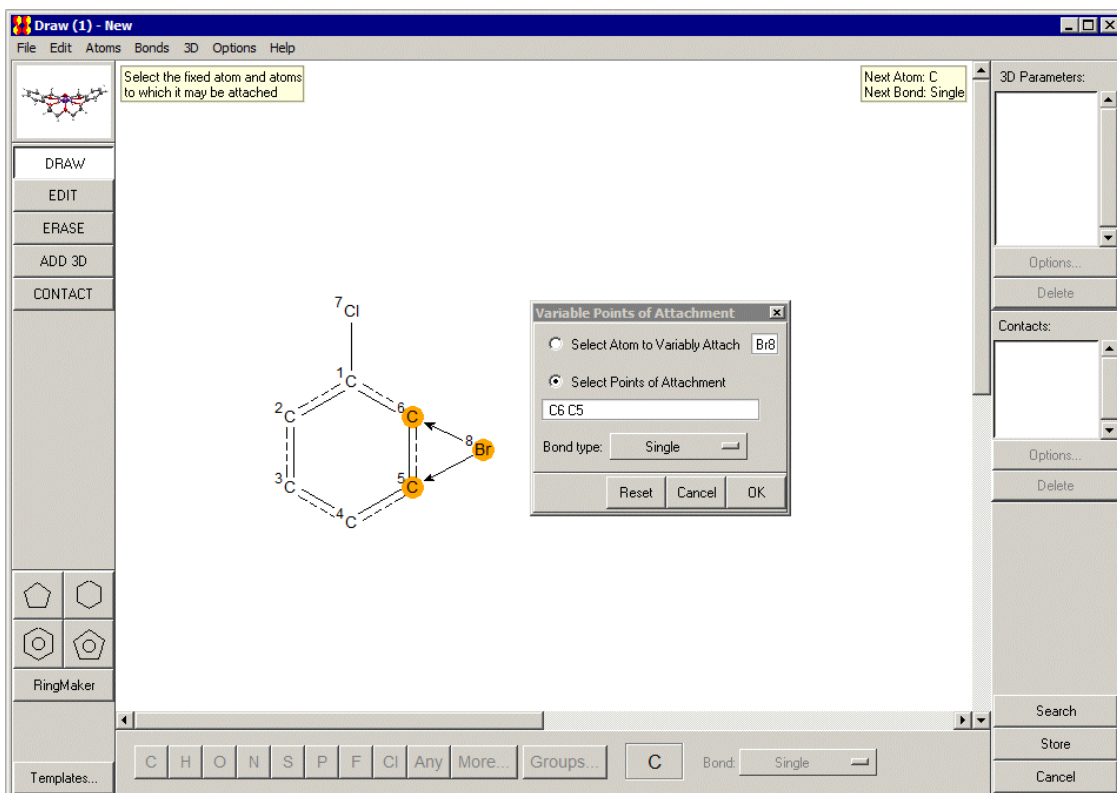 Draw (1) - New
File Edit Atoms Bonds 3D Options Help
Select the fixed atom and atoms
to which it may be attached
Next Atom: C
Next Bond: Single
3D Parameters:
DRAW
EDIT
ERASE
ADD 3D
CONTACT
Options...
Delete
Contacts:
Options...
Delete
7 Cl
1 C
2 C
6 C
8 Br
3 C
5 C
4 C
Variable Points of Attachment
Select Atom to Variably Attach Br8
Select Points of Attachment
C6 C5
Bond type: Single
Reset Cancel OK
RingMaker
Templates...
C H O N S P F Cl Any More... Groups... C Bond: Single
Search
Store
Cancel